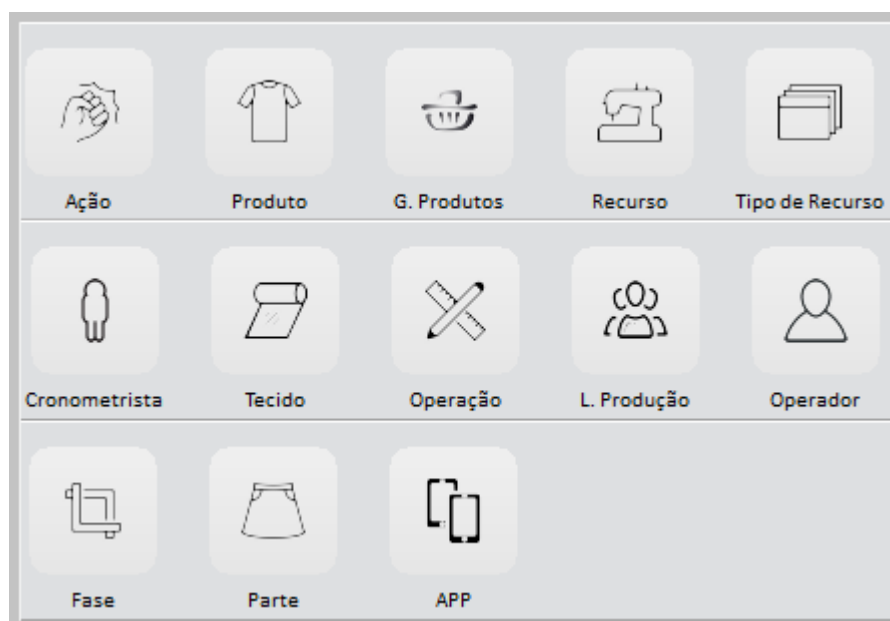 Ação Produto G. Produtos Recurso Tipo de Recurso
Cronometrista Tecido Operação L. Produção Operador
Fase Parte APP